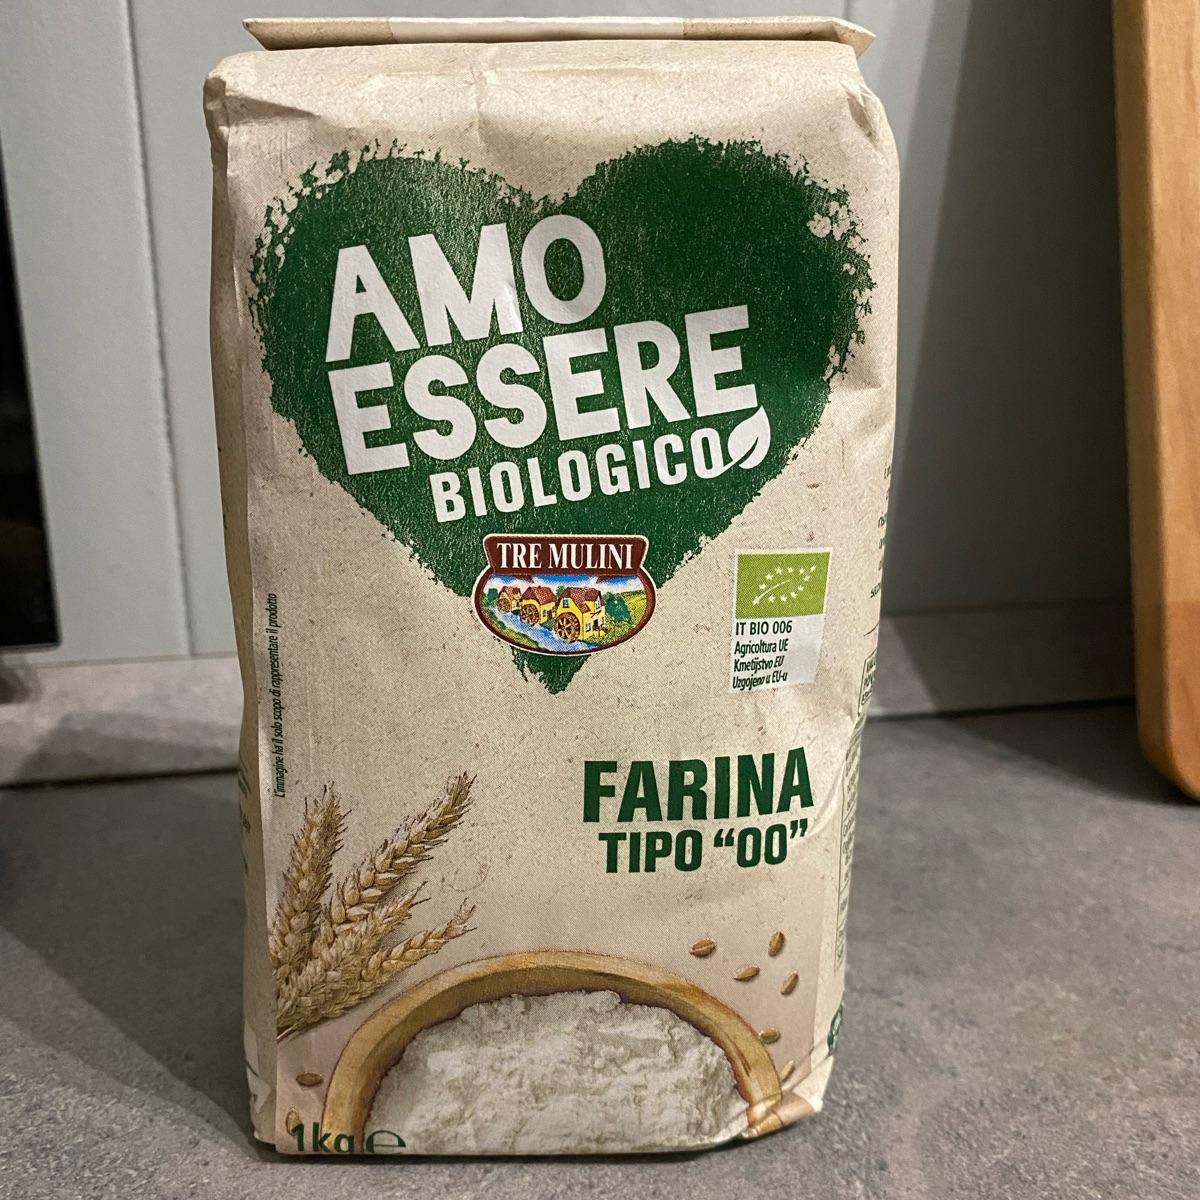 AMO
ESSERE
BIOLOGICO
TRE MULINI
IT BIO 006
Agricoltura UE
Kmetijstvo EU
Uzgojeno u EU-u
L'immagine ha il solo scopo di rappresentare il prodotto
FARINA
TIPO “00”
1kg e